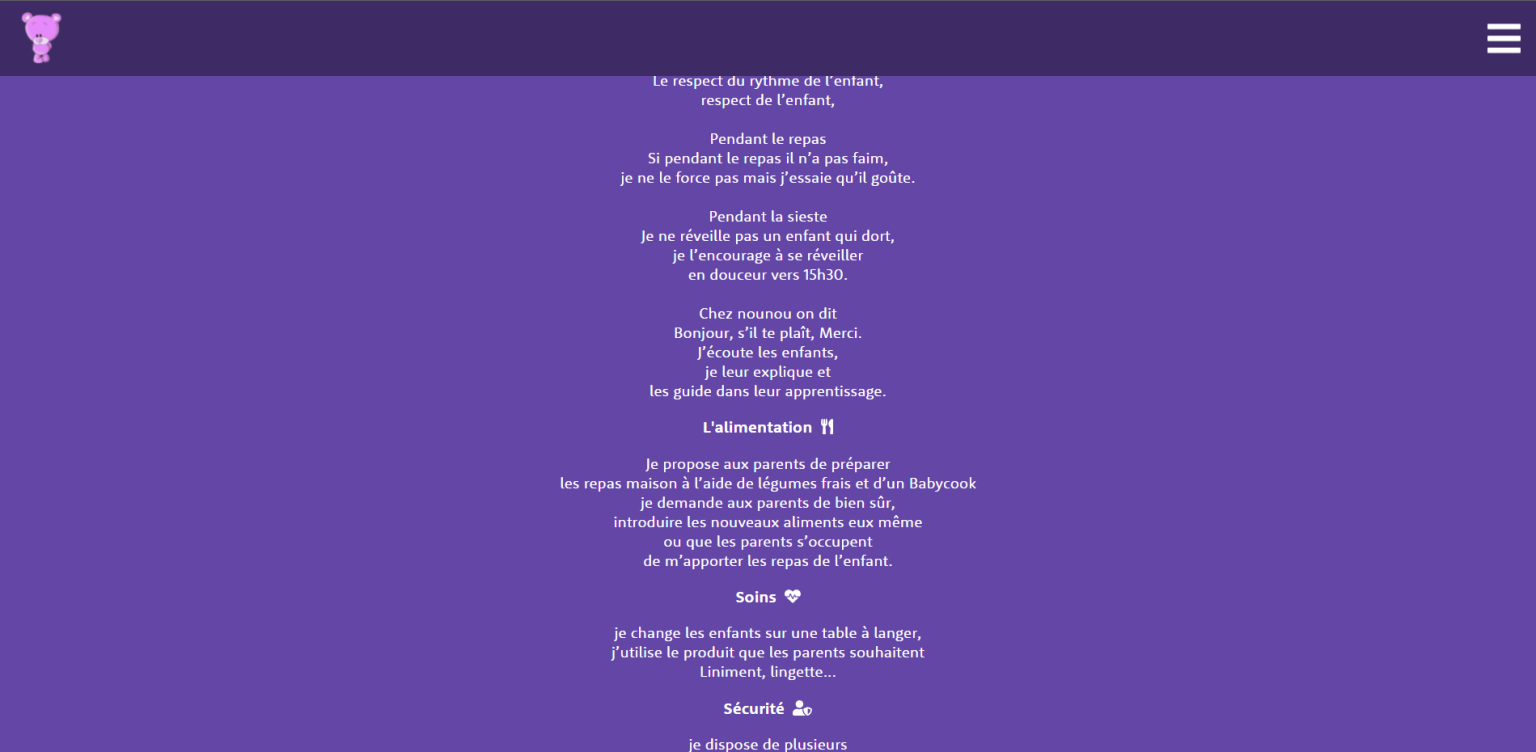 Le respect du rythme de l’enfant,
respect de l’enfant,
Pendant le repas
Si pendant le repas il n’a pas faim,
je ne le force pas mais j’essaie qu’il goûte.
Pendant la sieste
Je ne réveille pas un enfant qui dort,
je l’encourage à se réveiller
en douceur vers 15h30.
Chez nounou on dit
Bonjour, s’il te plaît, Merci.
J’écoute les enfants,
je leur explique et
les guide dans leur apprentissage.
L'alimentation
Je propose aux parents de préparer
les repas maison à l’aide de légumes frais et d’un Babycook
je demande aux parents de bien sûr,
introduire les nouveaux aliments eux même
ou que les parents s’occupent
de m’apporter les repas de l’enfant.
Soins
je change les enfants sur une table à langer,
j’utilise le produit que les parents souhaitent
Liniment, lingette...
Sécurité
je dispose de plusieurs